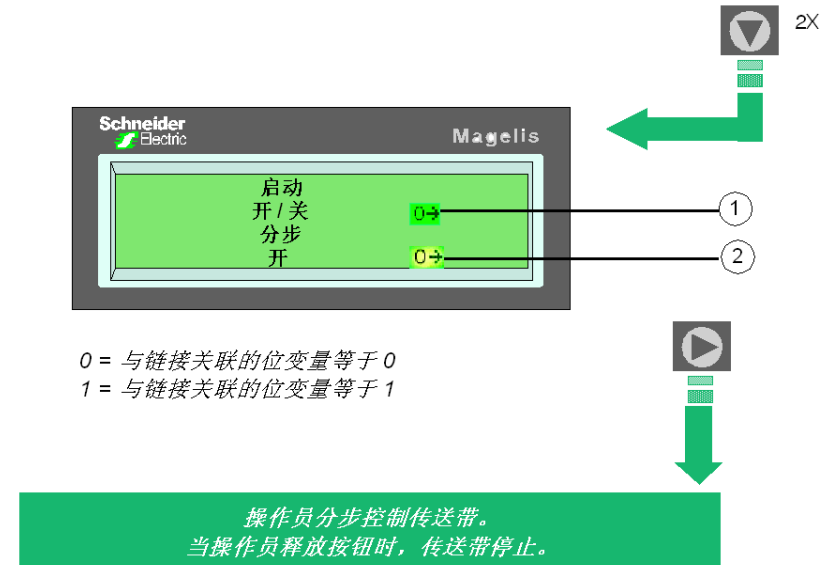 2X
Schneider
Electric
Magelis
启动
开/关
0→
1
分步
开
0→
2
0 = 与链接关联的位变量等于 0
1 = 与链接关联的位变量等于 1
操作员分步控制传送带。
当操作员释放按钮时，传送带停止。